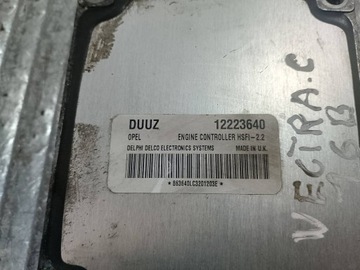 DUUZ 12223640
OPEL ENGINE CONTROLLER HSFI-2.2
DELPHI DELCO ELECTRONICS SYSTEMS MADE IN U.K.
VECTRA.C